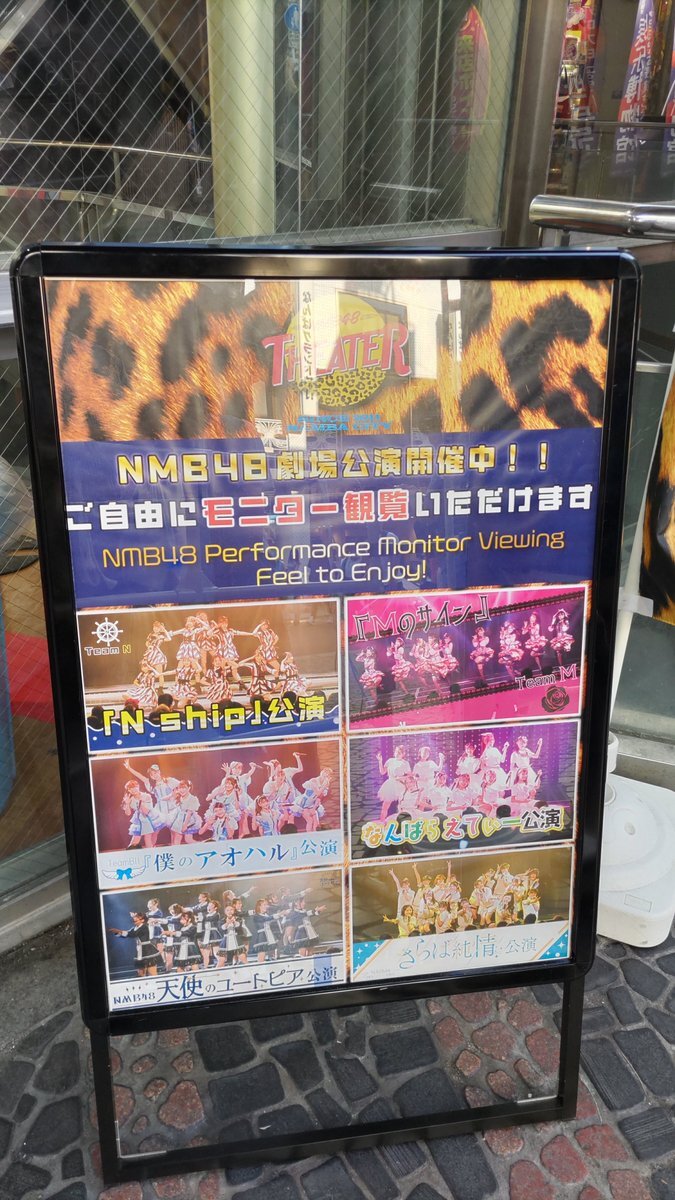 THEATER
NMB48劇場公演開催中！！
ご自由にモニター観覧いただけます
NMB48 Performance Monitor Viewing
Feel to Enjoy!
Team N
『N ship』公演
『Mのサイン』
Team M
TeamBII
『僕のアオハル』公演
なんばらえてぃー公演
NMB48 天使のユートピア公演
さらば純情・公演